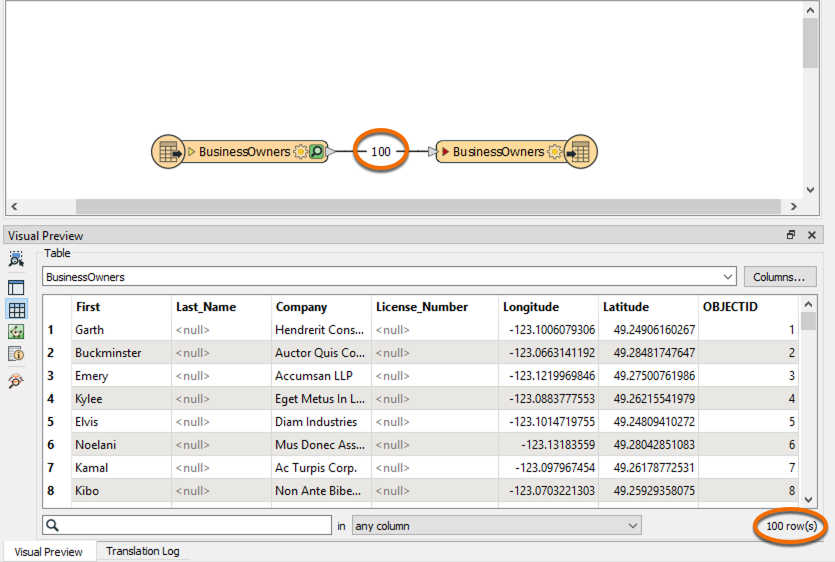 BusinessOwners
100
BusinessOwners
Visual Preview
Table
BusinessOwners
Columns...
First Last_Name Company License_Number Longitude Latitude OBJECTID
1 Garth <null> Hendrerit Cons... <null> -123.1006079306 49.24906160267 1
2 Buckminster <null> Auctor Quis Co... <null> -123.0663141192 49.28481747647 2
3 Emery <null> Accumsan LLP <null> -123.1219969846 49.27500761986 3
4 Kylee <null> Eget Metus In L... <null> -123.0883777553 49.26215541979 4
5 Elvis <null> Diam Industries <null> -123.1014719755 49.24809410272 5
6 Noelani <null> Mus Donec Ass... <null> -123.13183559 49.28042851083 6
7 Kamal <null> Ac Turpis Corp. <null> -123.097967454 49.26178772531 7
8 Kibo <null> Non Ante Bibe... <null> -123.0703221303 49.25929358075 8
in any column 100 row(s)
Visual Preview Translation Log